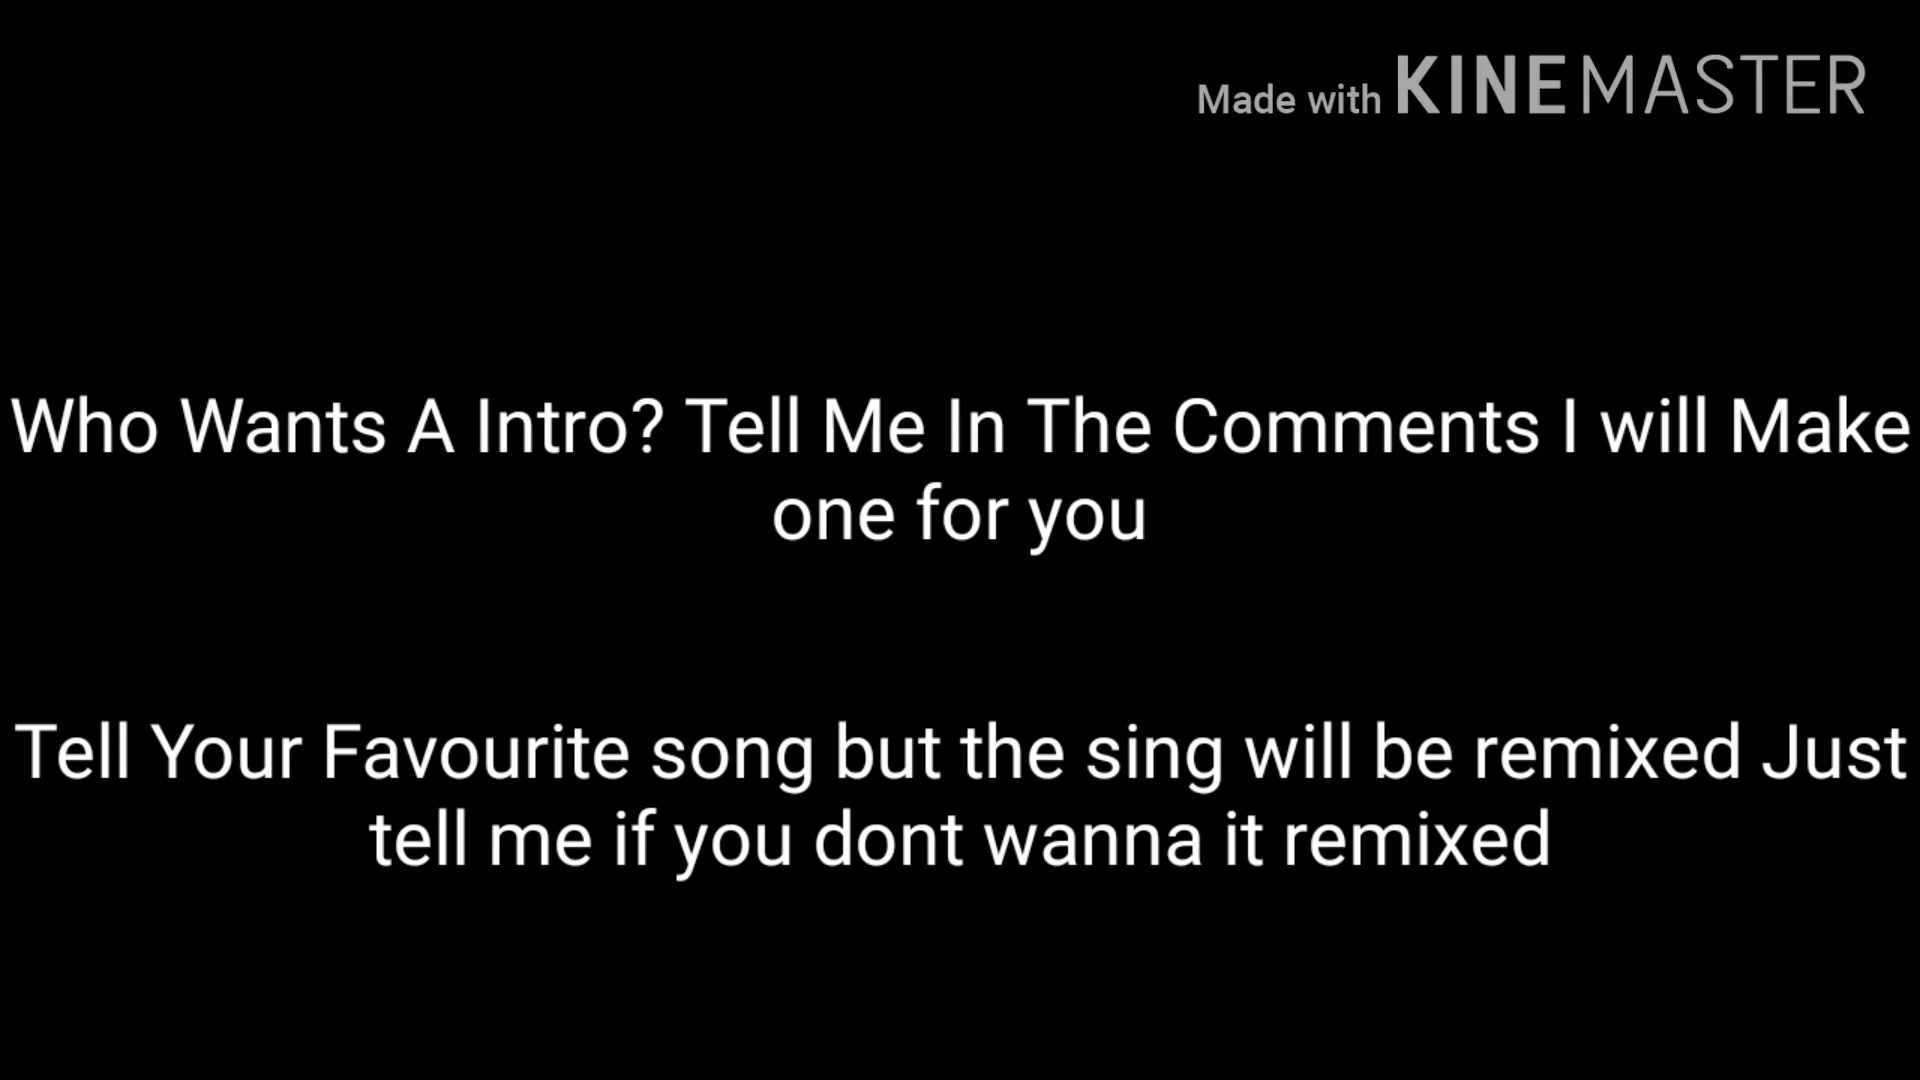 Made with KINEMASTER
Who Wants A Intro? Tell Me In The Comments I will Make
one for you
Tell Your Favourite song but the sing will be remixed Just
tell me if you dont wanna it remixed